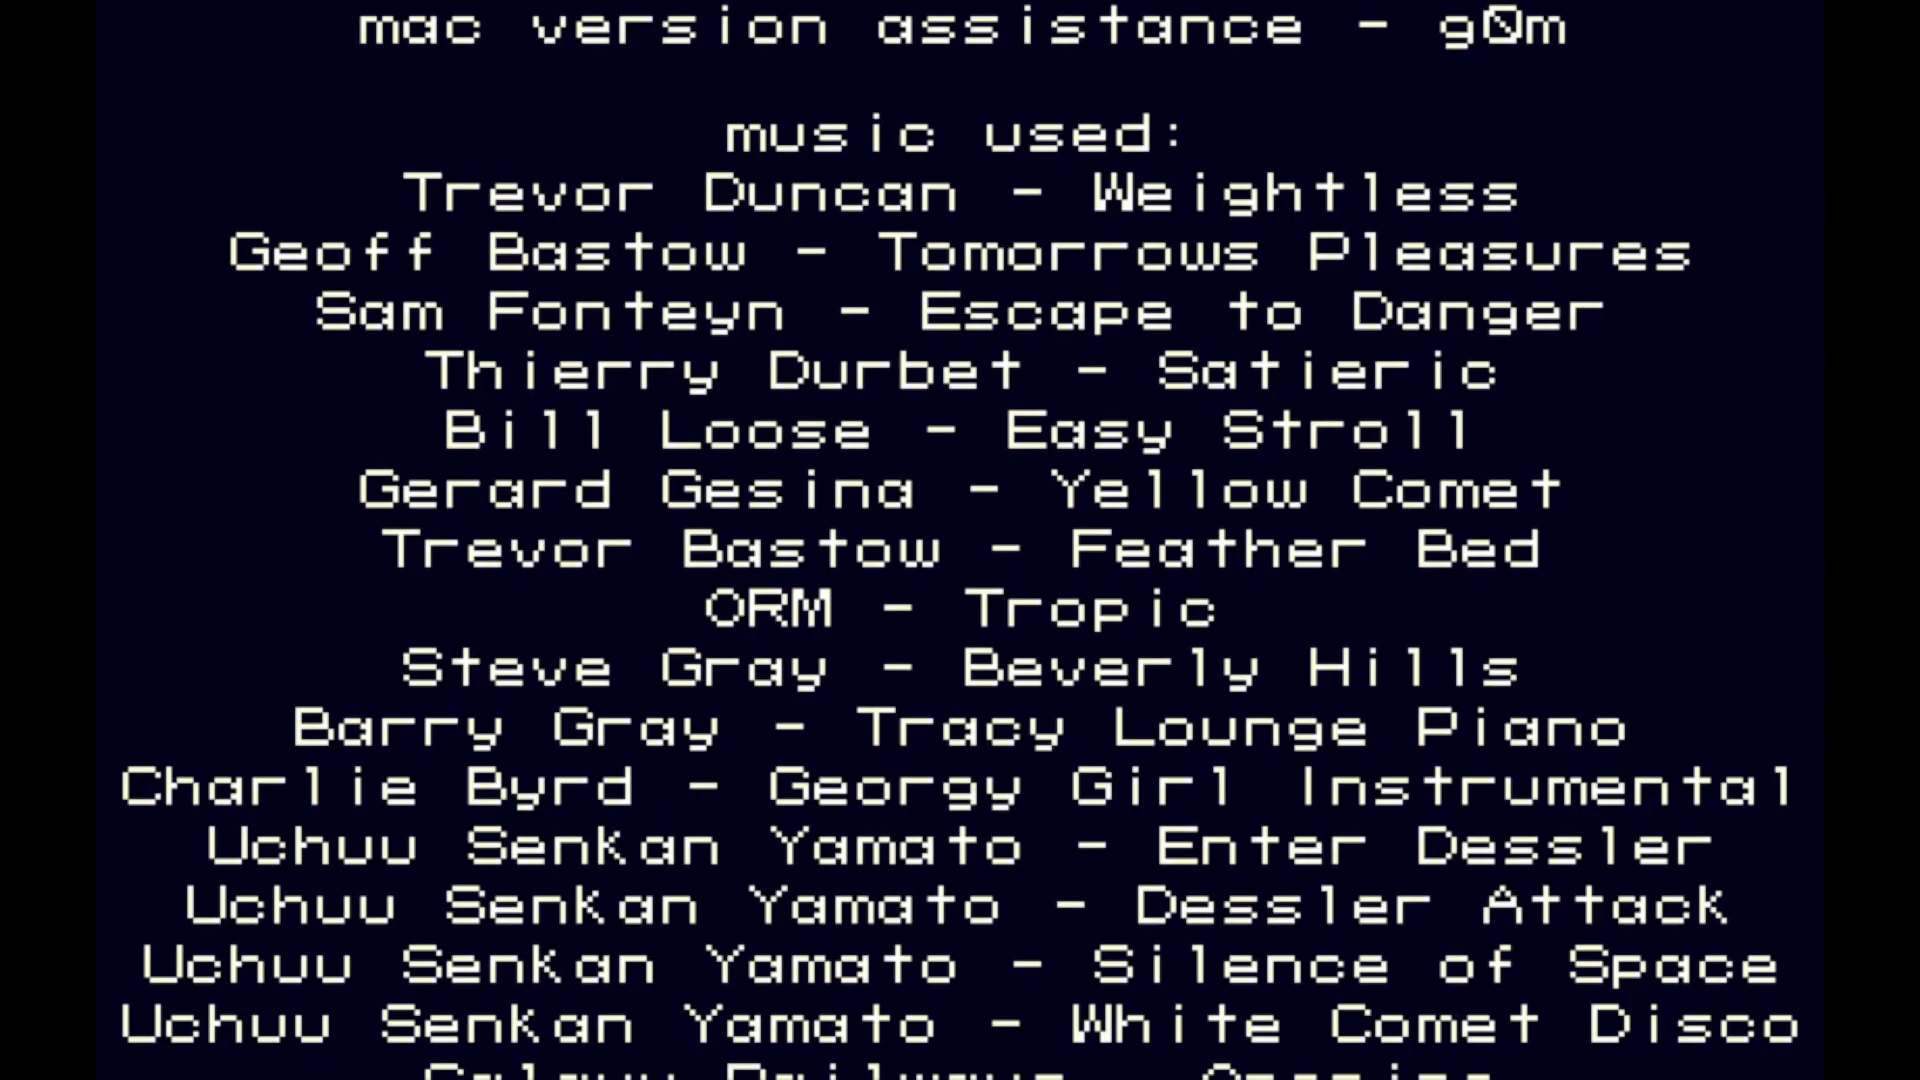 mac version assistance - g0m
music used:
Trevor Duncan - Weightless
Geoff Bastow - Tomorrows Pleasures
Sam Fonteyn - Escape to Danger
Thierry Durbet - Satieric
Bill Loose - Easy Stroll
Gerard Gesina - Yellow Comet
Trevor Bastow - Feather Bed
ORM - Tropic
Steve Gray - Beverly Hills
Barry Gray - Tracy Lounge Piano
Charlie Byrd - Georgy Girl Instrumental
Uchuu Senkan Yamato - Enter Dessler
Uchuu Senkan Yamato - Dessler Attack
Uchuu Senkan Yamato - Silence of Space
Uchuu Senkan Yamato - White Comet Disco